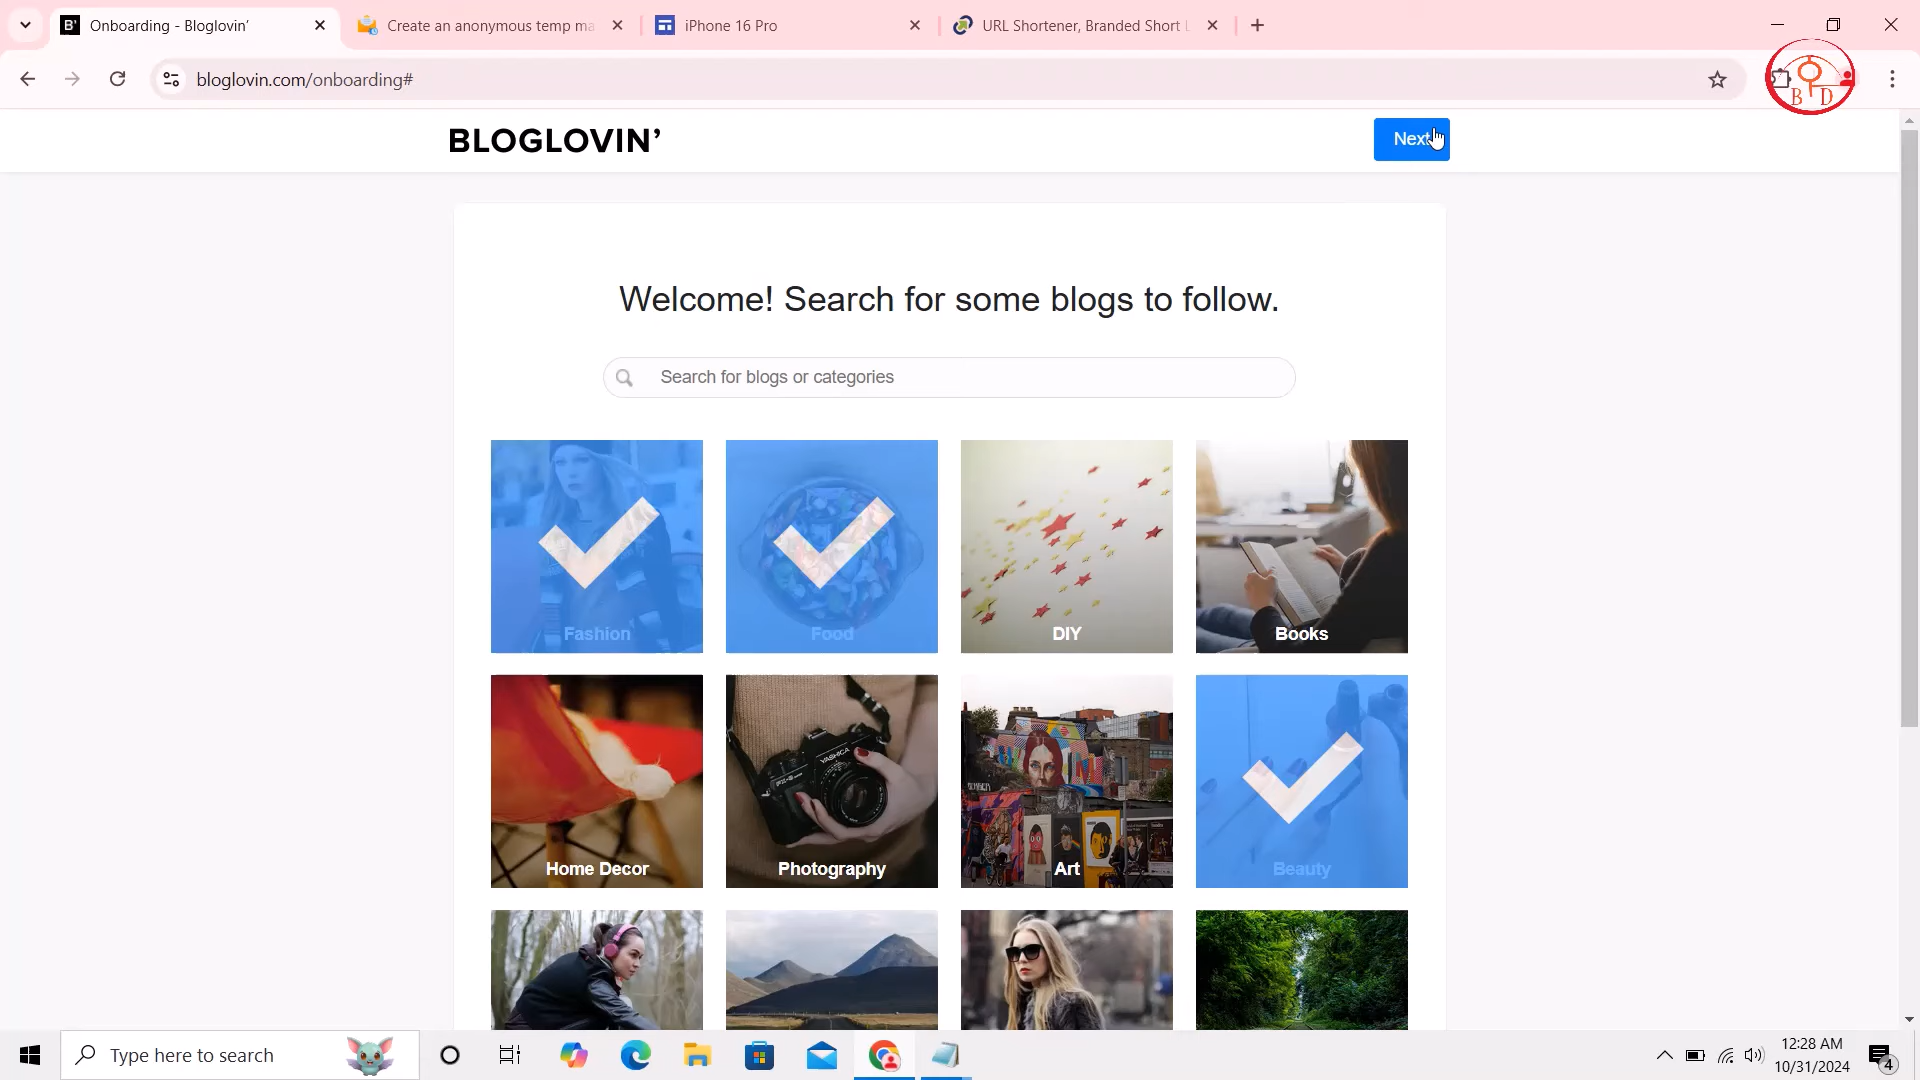 Onboarding - Bloglovin’
Create an anonymous temp ma
iPhone 16 Pro
URL Shortener, Branded Short L
bloglovin.com/onboarding#
B D
BLOGLOVIN’
Next
Welcome! Search for some blogs to follow.
Search for blogs or categories
Fashion
Food
DIY
Books
YASHICA
Home Decor
Photography
Art
Beauty
Type here to search
12:28 AM
10/31/2024
4